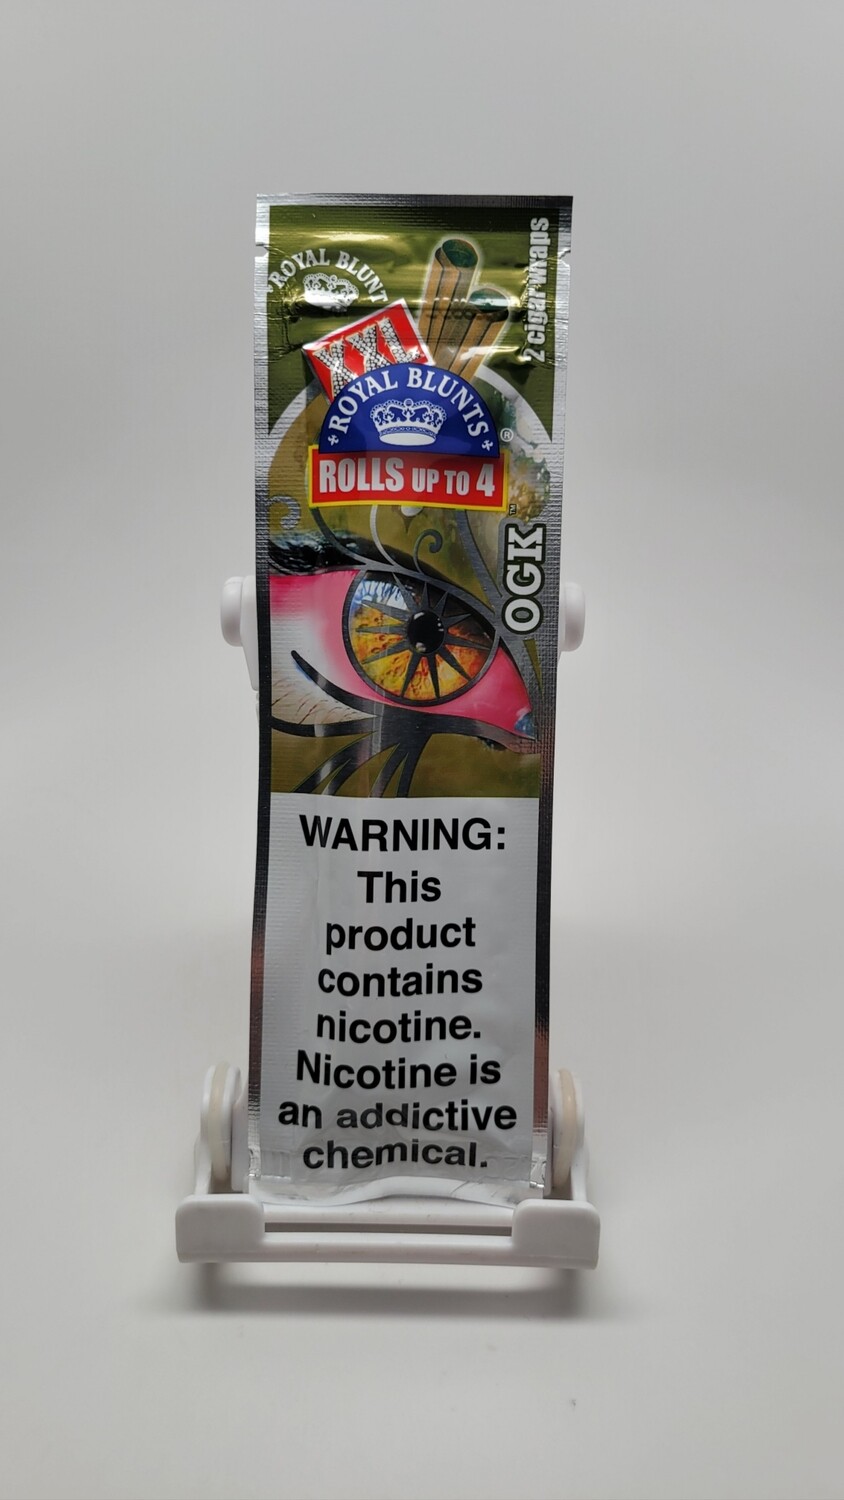 ROYAL BLUNT
2 cigar wraps
XXL
ROYAL BLUNTS®
ROLLS UP TO 4
OGK™
WARNING:
This
product
contains
nicotine.
Nicotine is
an addictive
chemical.